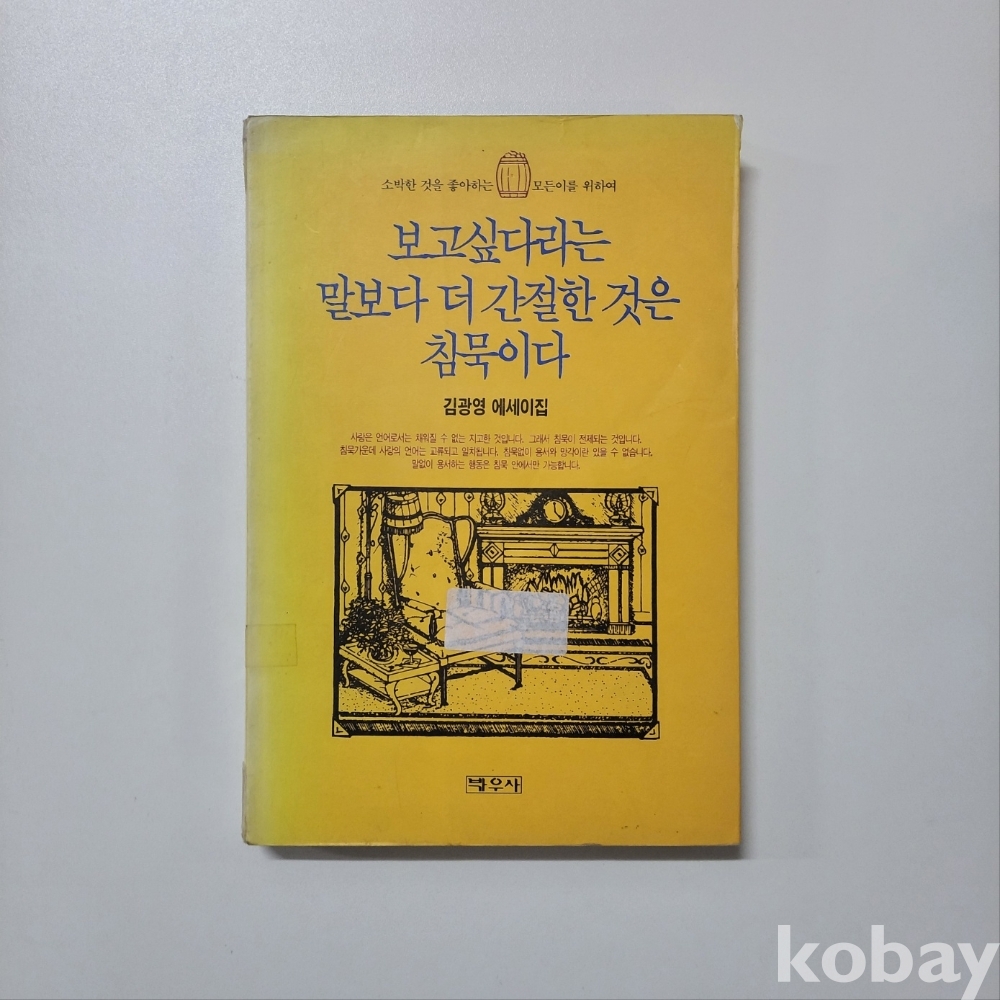 소박한 것을 좋아하는 모든이를 위하여
보고싶다라는
말보다 더 간절한 것은
침묵이다
김광영 에세이집
사랑은 언어로서는 채워질 수 없는 지고한 것입니다. 그래서 침묵이 전제되는 것입니다.
침묵가운데 사랑의 언어는 교류되고 일치됩니다. 침묵없이 용서와 망각이란 있을 수 없습니다.
말없이 용서하는 행동은 침묵 안에서만 가능합니다.
박우사
kobay